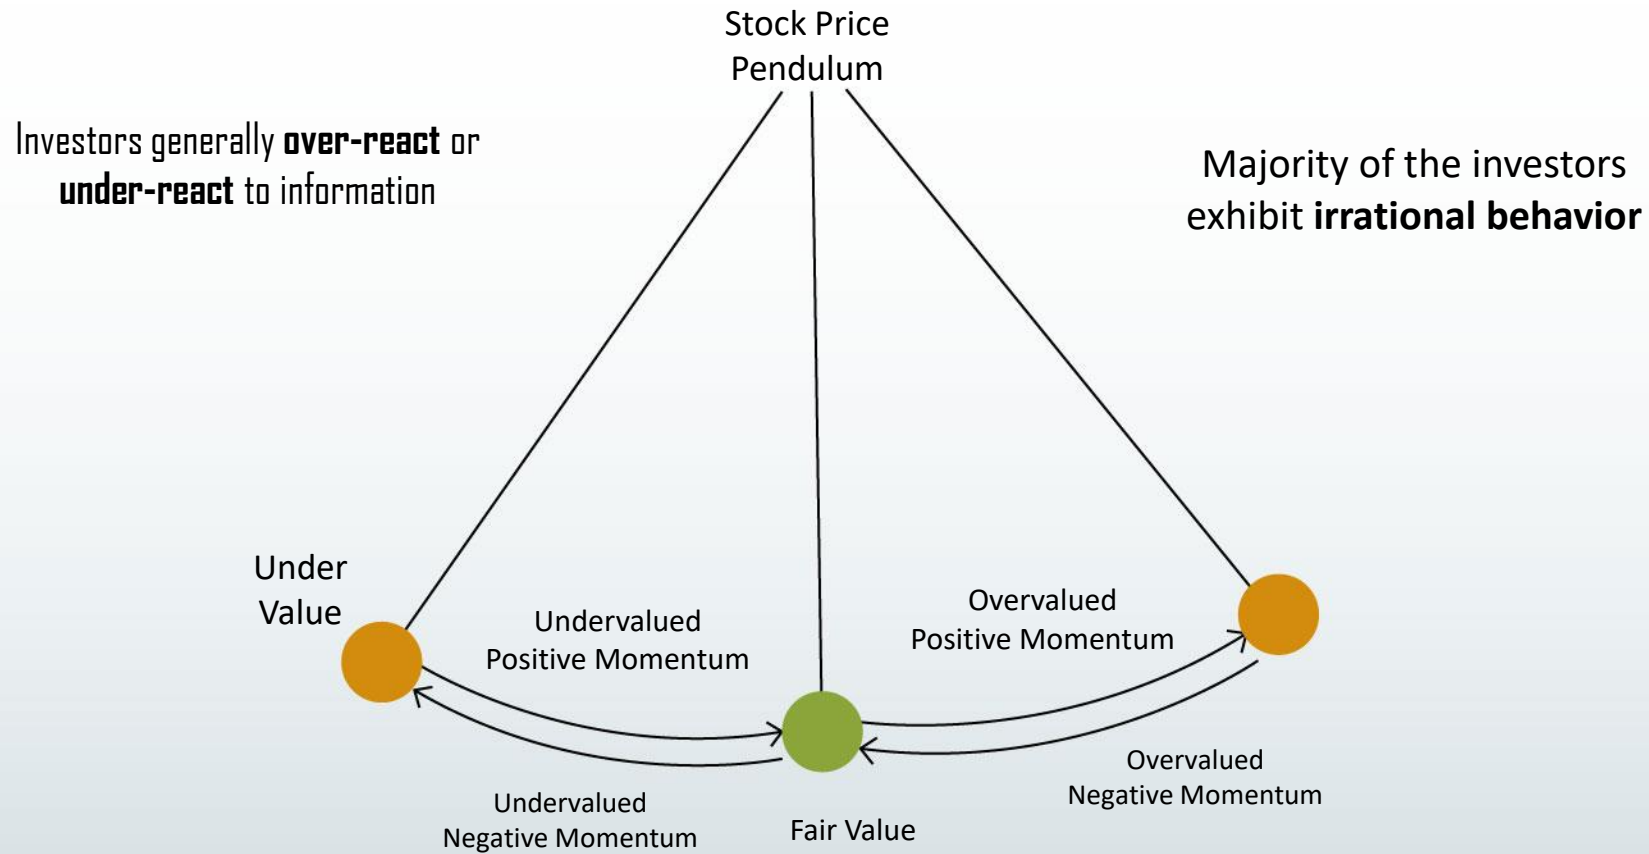 Stock Price
Pendulum
Investors generally over-react or
under-react to information
Majority of the investors
exhibit irrational behavior
Under
Value
Undervalued
Positive Momentum
Overvalued
Positive Momentum
Undervalued
Negative Momentum
Fair Value
Overvalued
Negative Momentum